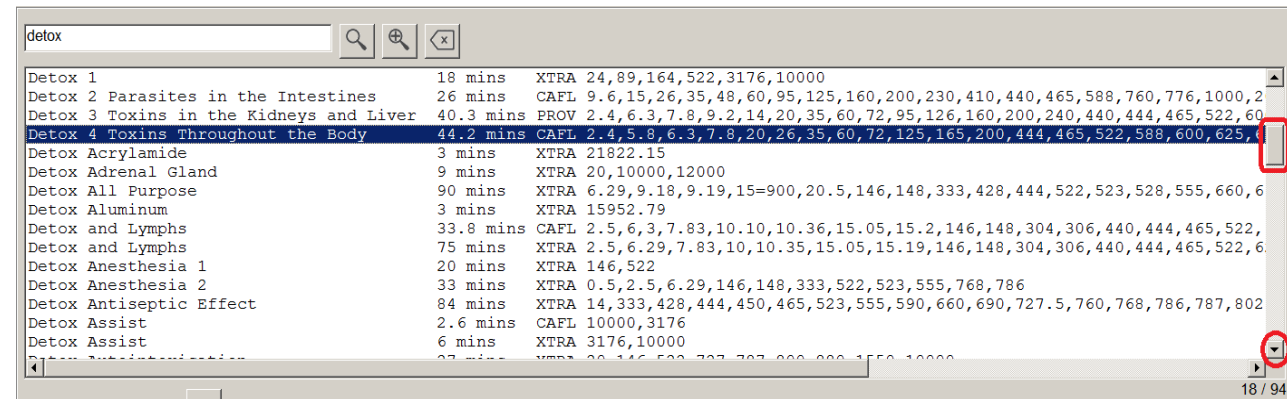 detox
Detox 1 18 mins XTRA 24,89,164,522,3176,10000
Detox 2 Parasites in the Intestines 26 mins CAFL 9.6,15,26,35,48,60,95,125,160,200,230,410,440,465,588,760,776,1000,2
Detox 3 Toxins in the Kidneys and Liver 40.3 mins PROV 2.4,6.3,7.8,9.2,14,20,35,60,72,95,126,160,200,240,440,444,465,522,60
Detox 4 Toxins Throughout the Body 44.2 mins CAFL 2.4,5.8,6.3,7.8,20,26,35,60,72,125,165,200,444,465,522,588,600,625,6
Detox Acrylamide 3 mins XTRA 21822.15
Detox Adrenal Gland 9 mins XTRA 20,10000,12000
Detox All Purpose 90 mins XTRA 6.29,9.18,9.19,15=900,20.5,146,148,333,428,444,522,523,528,555,660,6
Detox Aluminum 3 mins XTRA 15952.79
Detox and Lymphs 33.8 mins CAFL 2.5,6,3,7.83,10.10,10.36,15.05,15.2,146,148,304,306,440,444,465,522,
Detox and Lymphs 75 mins XTRA 2.5,6.29,7.83,10,10.35,15.05,15.19,146,148,304,306,440,444,465,522,6
Detox Anesthesia 1 20 mins XTRA 146,522
Detox Anesthesia 2 33 mins XTRA 0.5,2.5,6.29,146,148,333,522,523,555,768,786
Detox Antiseptic Effect 84 mins XTRA 14,333,428,444,450,465,523,555,590,660,690,727.5,760,768,786,787,802
Detox Assist 2.6 mins CAFL 10000,3176
Detox Assist 6 mins XTRA 3176,10000
Detox Autointoxication 27 mins XTRA
18 / 94